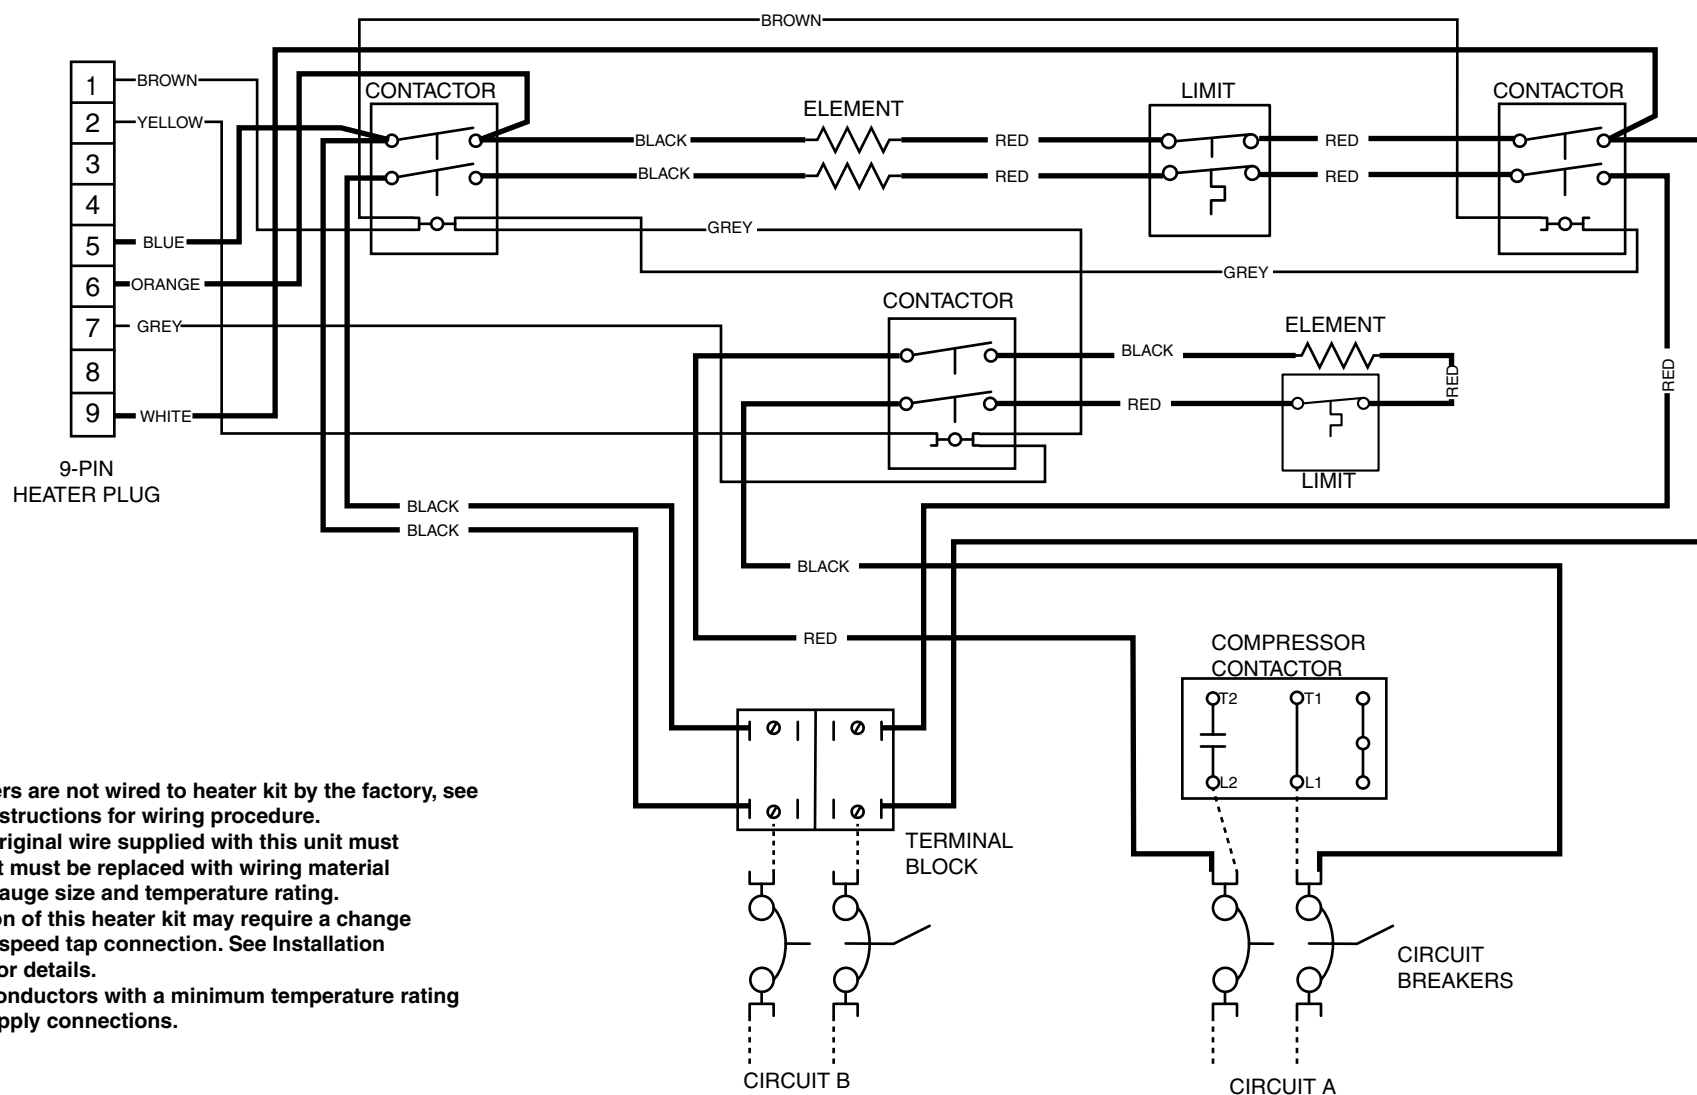 BROWN
1
BROWN
CONTACTOR
ELEMENT
LIMIT
CONTACTOR
2
YELLOW
BLACK
RED
RED
3
BLACK
RED
RED
4
GREY
5
BLUE
GREY
6
ORANGE
CONTACTOR
7
GREY
ELEMENT
BLACK
8
RED
RED
9
WHITE
RED
9-PIN
HEATER PLUG
LIMIT
BLACK
BLACK
BLACK
RED
COMPRESSOR
CONTACTOR
T2
T1
L2
L1
ers are not wired to heater kit by the factory, see
structions for wiring procedure.
riginal wire supplied with this unit must
t must be replaced with wiring material
auge size and temperature rating.
on of this heater kit may require a change
speed tap connection. See Installation
or details.
onductors with a minimum temperature rating
pply connections.
TERMINAL
BLOCK
CIRCUIT
BREAKERS
CIRCUIT B
CIRCUIT A